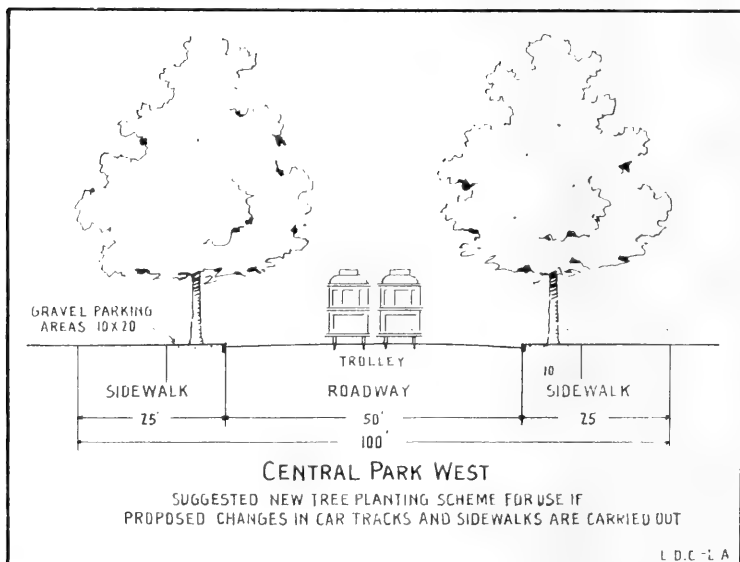 GRAVEL PARKING
AREAS 10X20
TROLLEY
10
SIDEWALK ROADWAY SIDEWALK
25' 50' 25
100'
CENTRAL PARK WEST
SUGGESTED NEW TREE PLANTING SCHEME FOR USE IF
PROPOSED CHANGES IN CAR TRACKS AND SIDEWALKS ARE CARRIED OUT
L.D.C.-L A